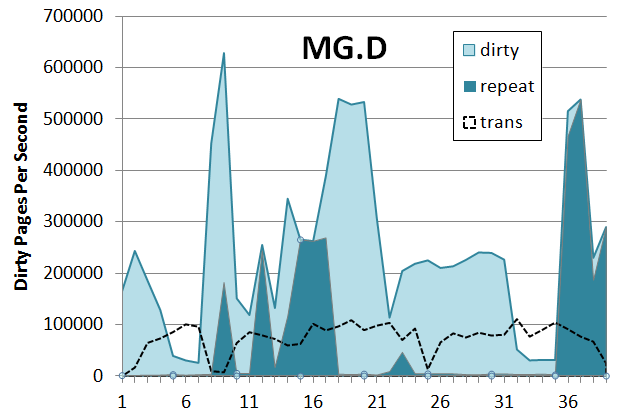 MG.D
dirty
repeat
trans
Dirty Pages Per Second
700000
600000
500000
400000
300000
200000
100000
0
1 6 11 16 21 26 31 36